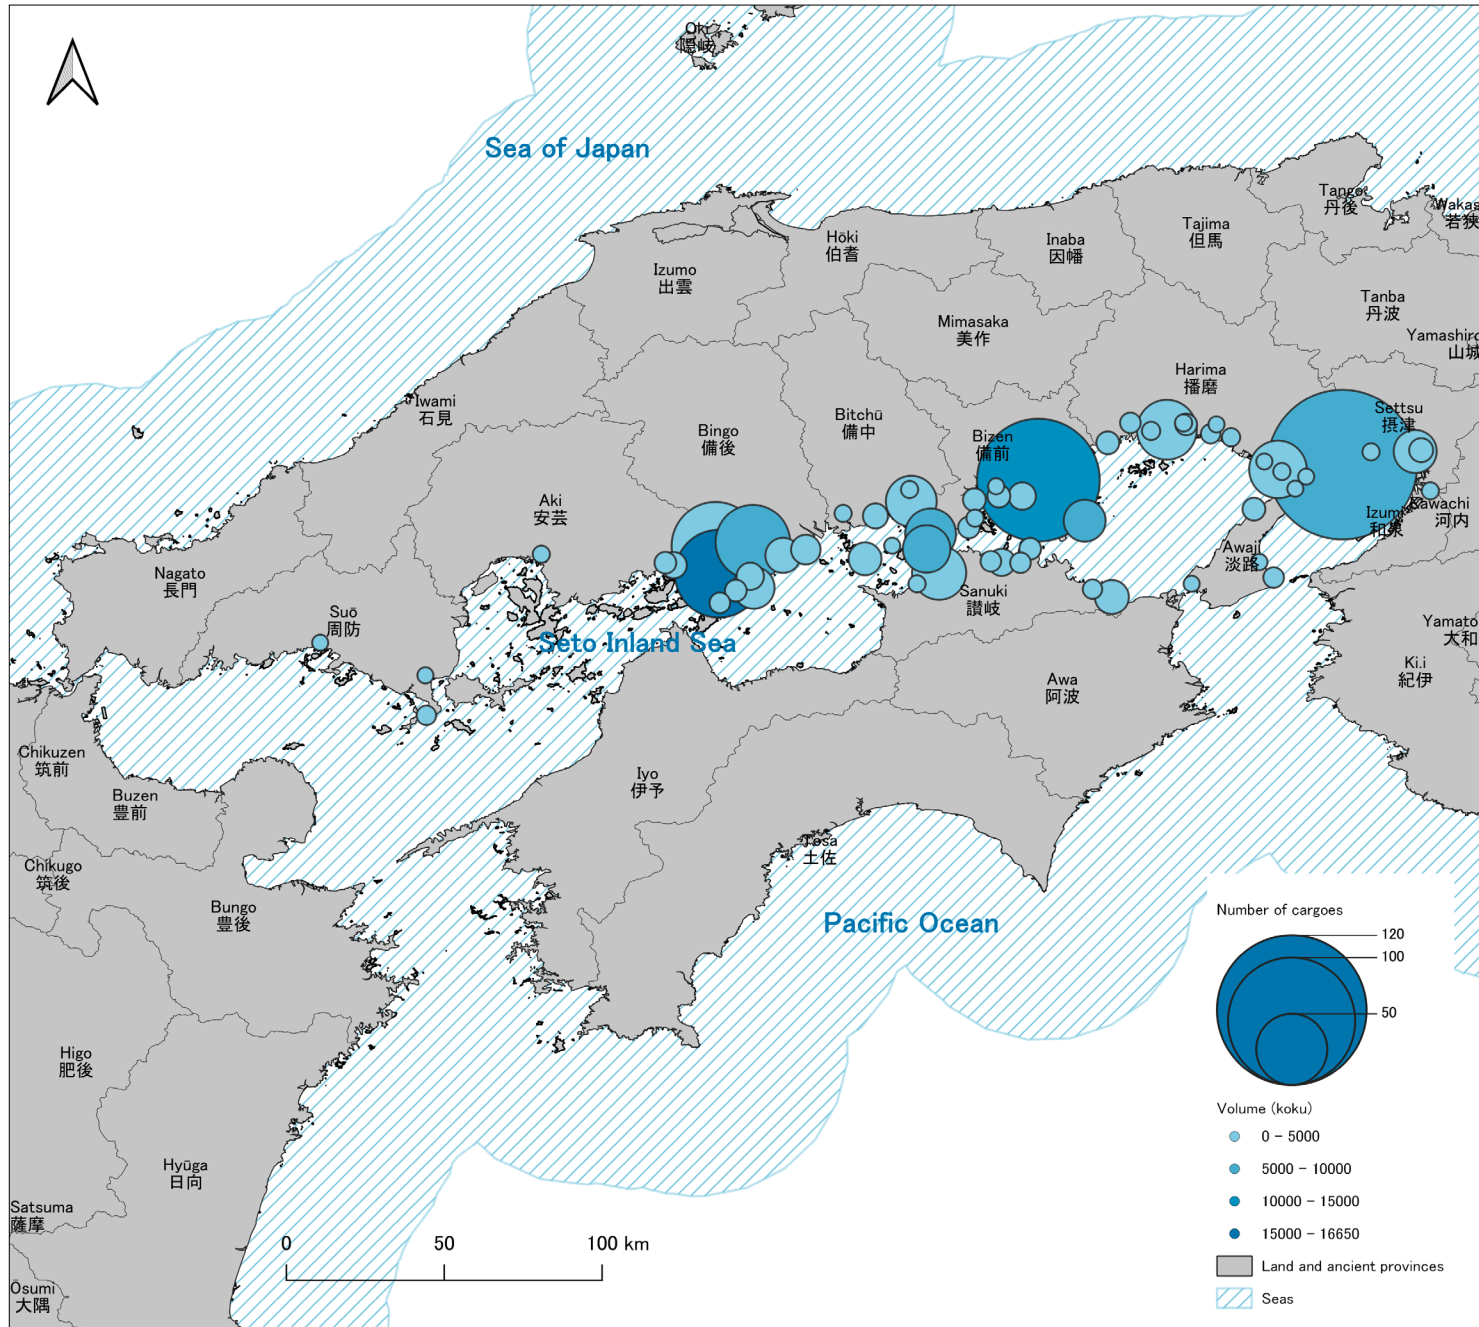 Oki
隠岐
Sea of Japan
Tango
丹後
Wakas
若狭
Tajima
但馬
Hōki
伯耆
Inaba
因幡
Izumo
出雲
Tanba
丹波
Mimasaka
美作
Yamashiro
山城
Harima
播磨
Iwami
石見
Settsu
摂津
Bitchū
備中
Bingo
備後
Bizen
備前
Aki
安芸
Kawachi
河内
Izumi
和泉
Awaji
淡路
Nagato
長門
Sanuki
讃岐
Suō
周防
Seto Inland Sea
Yamato
大和
Ki.i
紀伊
Awa
阿波
Chikuzen
筑前
Iyo
伊予
Buzen
豊前
Tosa
土佐
Chikugo
筑後
Bungo
豊後
Pacific Ocean
Number of cargoes
120
100
50
Higo
肥後
Volume (koku)
0 - 5000
5000 - 10000
10000 - 15000
15000 - 16650
Hyūga
日向
Satsuma
薩摩
0 50 100 km
Land and ancient provinces
Seas
Ōsumi
大隅